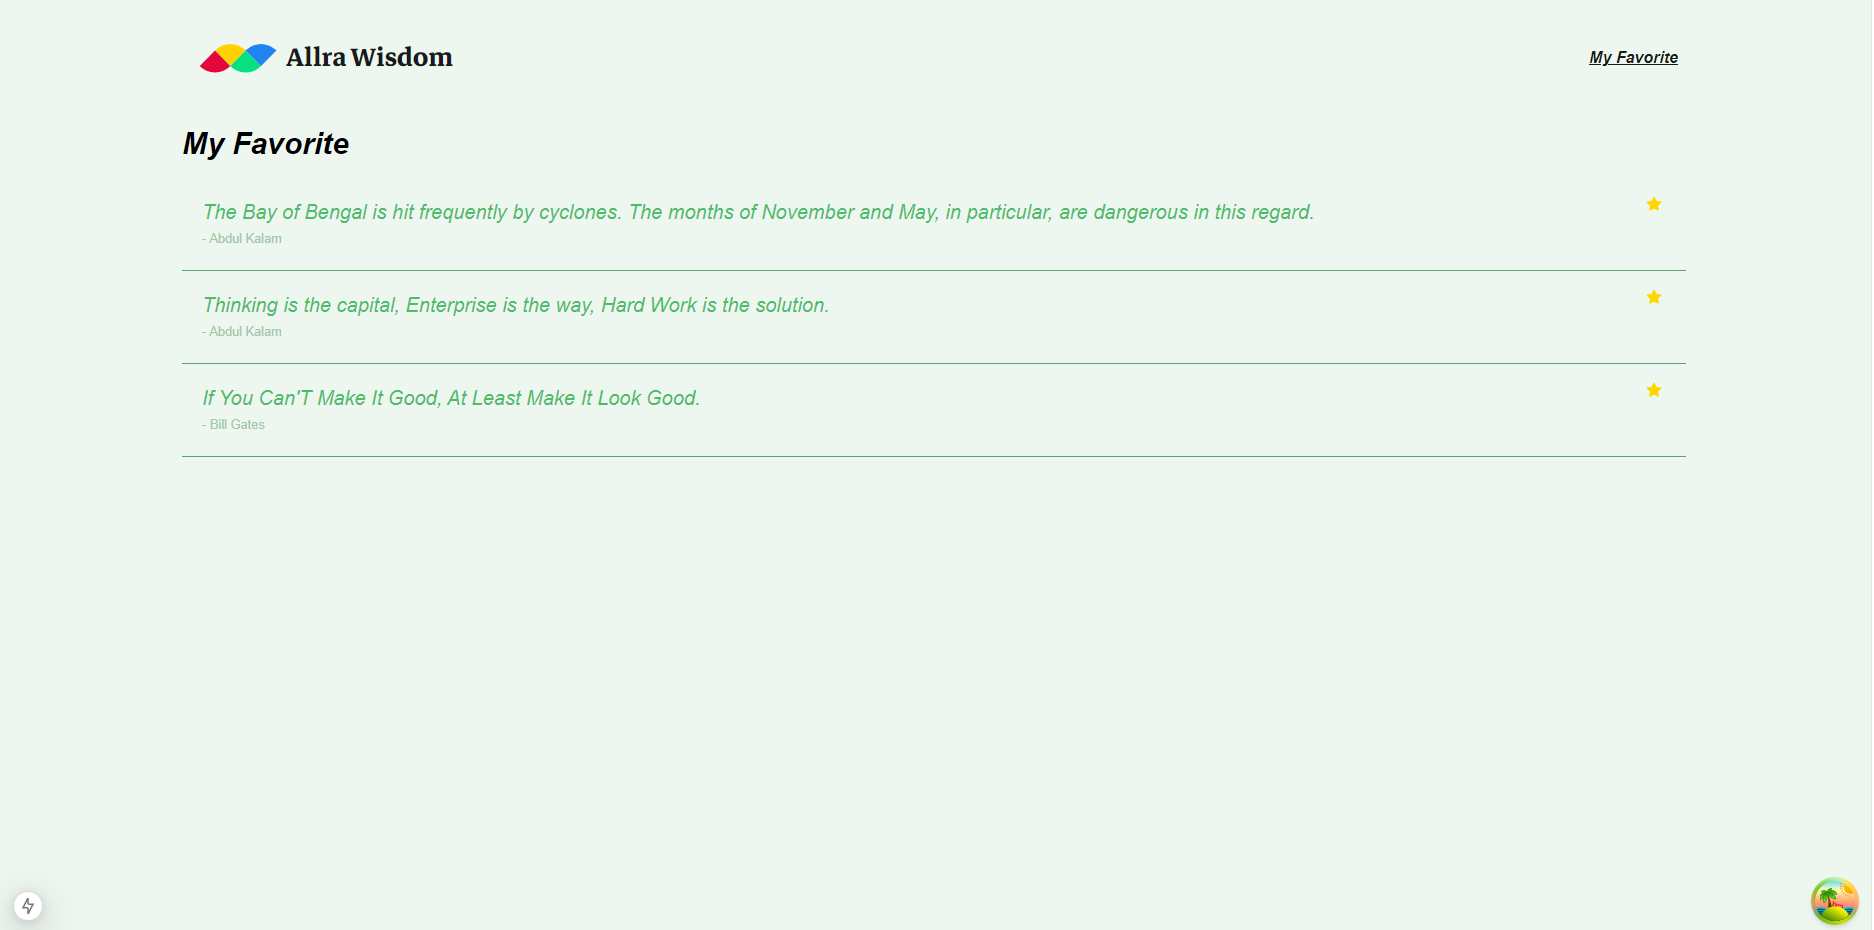 Allra Wisdom
My Favorite
My Favorite
The Bay of Bengal is hit frequently by cyclones. The months of November and May, in particular, are dangerous in this regard.
- Abdul Kalam
Thinking is the capital, Enterprise is the way, Hard Work is the solution.
- Abdul Kalam
If You Can'T Make It Good, At Least Make It Look Good.
- Bill Gates